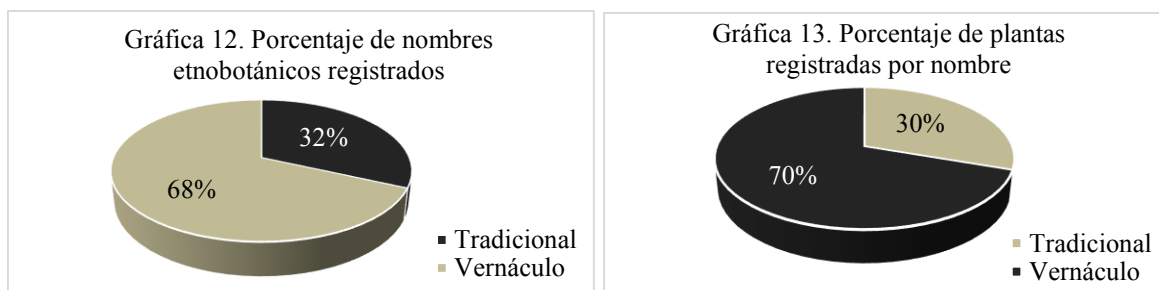 Gráfica 12. Porcentaje de nombres
etnobotánicos registrados
32%
68%
Tradicional
Vernáculo
Gráfica 13. Porcentaje de plantas
registradas por nombre
30%
70%
Tradicional
Vernáculo